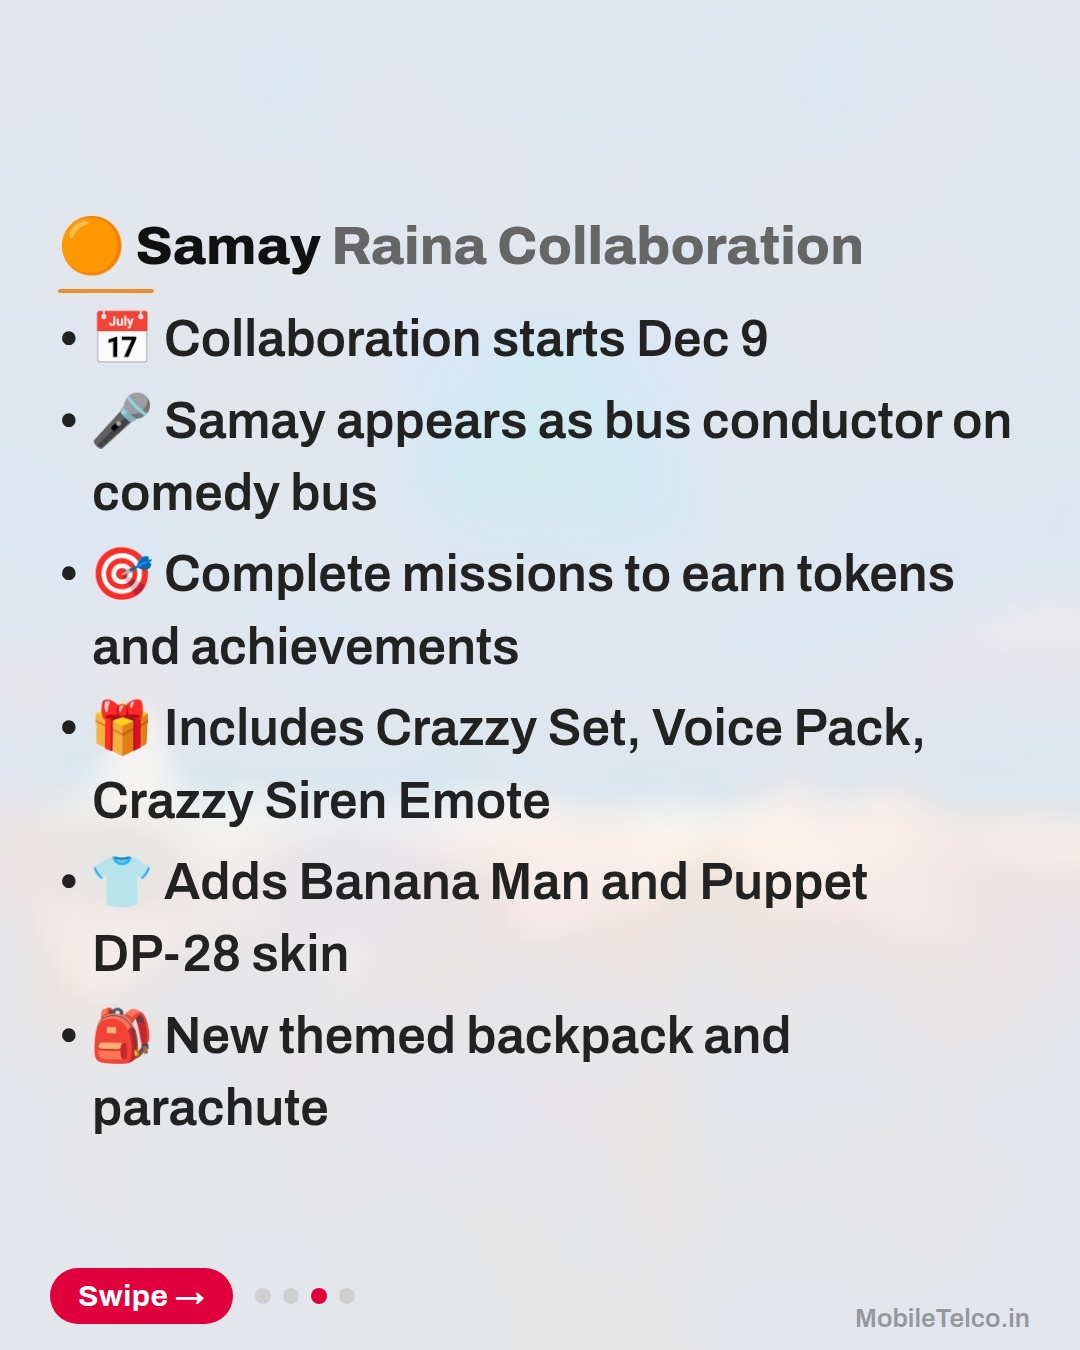 🟠 Samay Raina Collaboration
• 📅 Collaboration starts Dec 9
• 🎤 Samay appears as bus conductor on
comedy bus
• 🎯 Complete missions to earn tokens
and achievements
• 🎁 Includes Crazzy Set, Voice Pack,
Crazzy Siren Emote
• 👕 Adds Banana Man and Puppet
DP-28 skin
• 🎒 New themed backpack and
parachute
Swipe →
MobileTelco.in